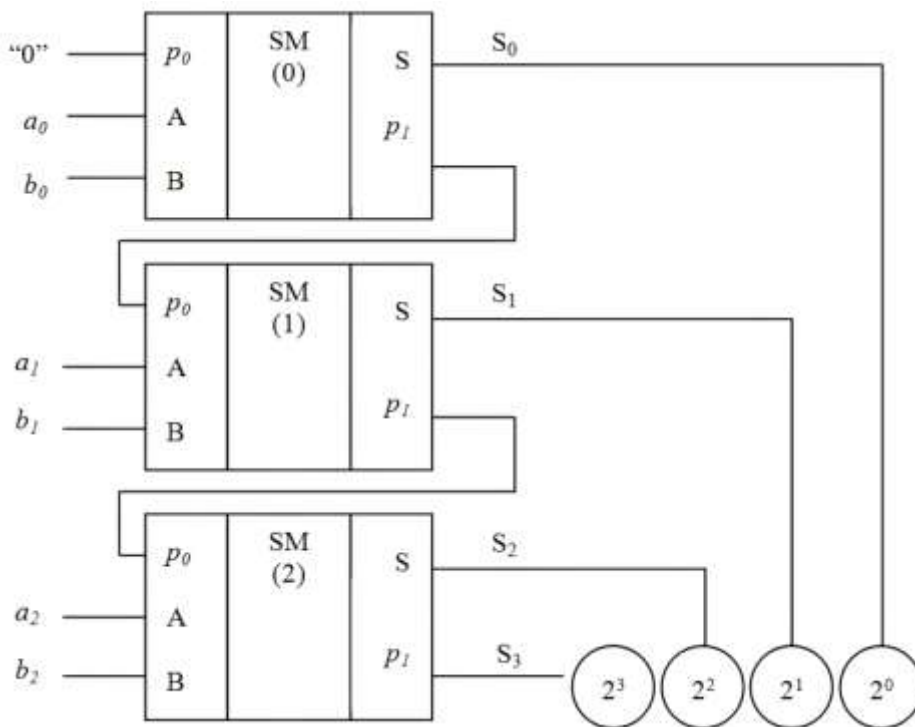 “0” p₀ SM S S₀
(0)
a₀ A p₁
b₀ B
p₀ SM S S₁
(1)
a₁ A
b₁ B p₁
p₀ SM S S₂
(2)
a₂ A
b₂ B p₁ S₃ 2³ 2² 2¹ 2⁰